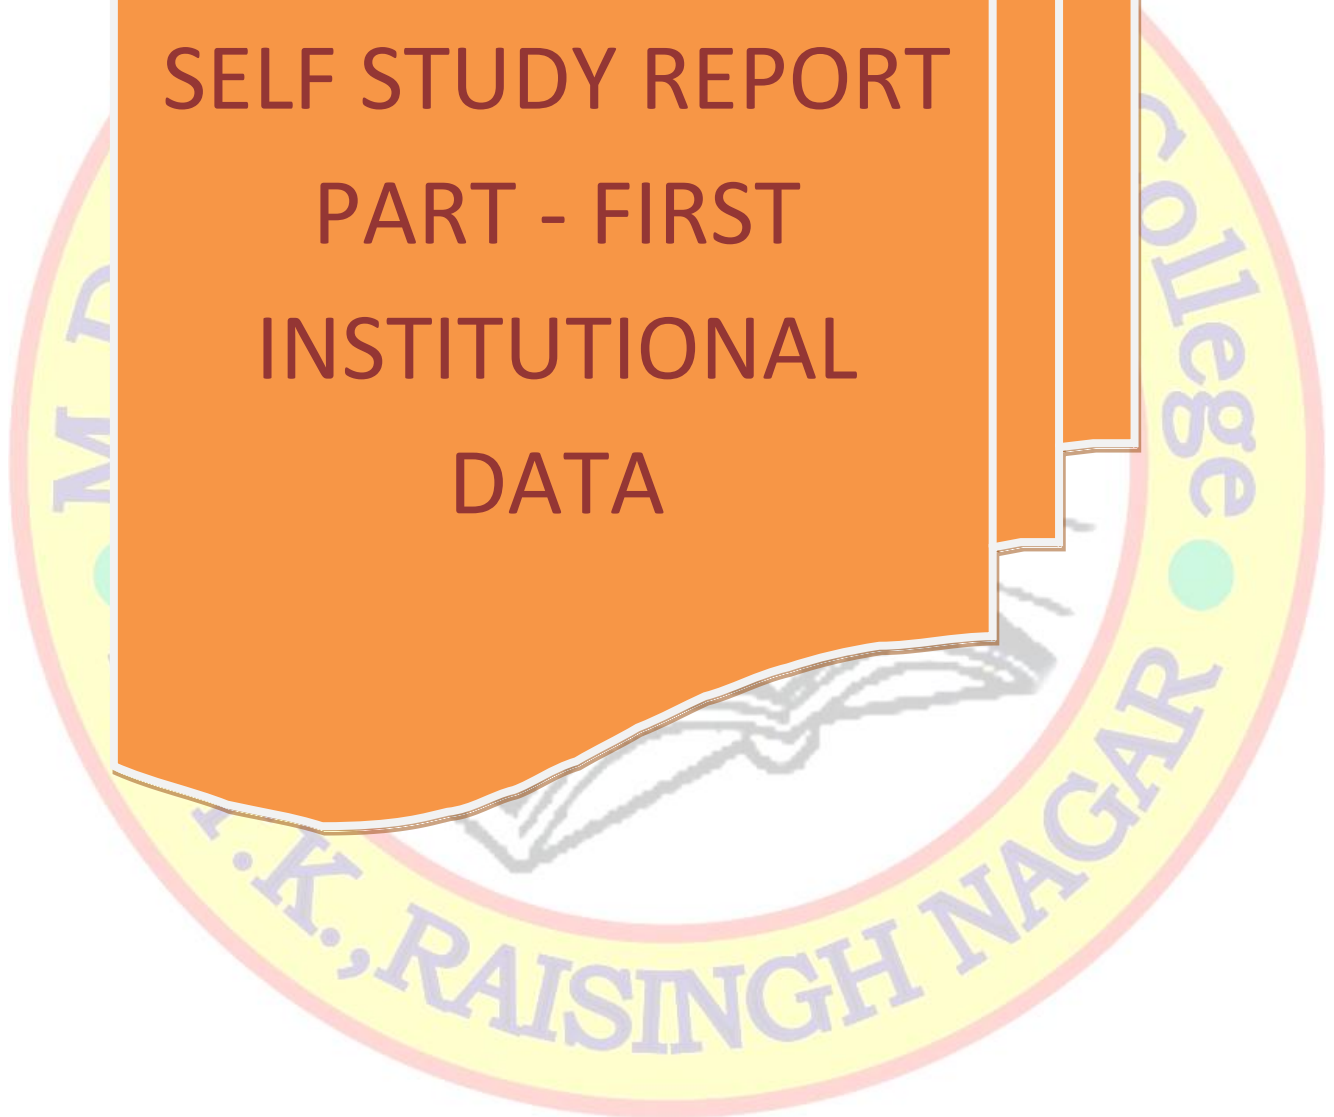 SELF STUDY REPORT
PART - FIRST
INSTITUTIONAL
DATA
College
.K.,RAISINGH NAGAR